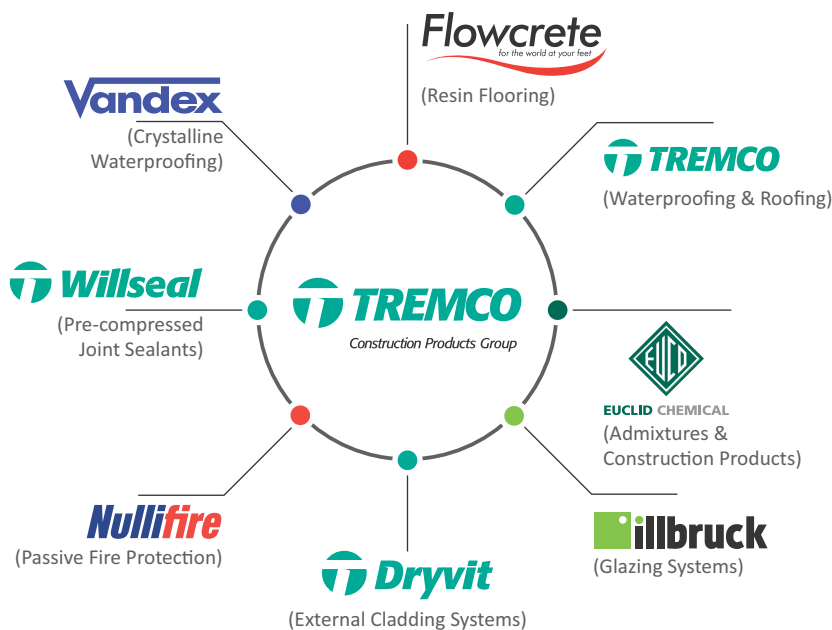 Flowcrete
for the world at your feet
(Resin Flooring)
TREMCO
(Waterproofing & Roofing)
EUCO
EUCLID CHEMICAL
(Admixtures &
Construction Products)
illbruck
(Glazing Systems)
Dryvit
(External Cladding Systems)
Nullifire
(Passive Fire Protection)
Willseal
(Pre-compressed
Joint Sealants)
Vandex
(Crystalline
Waterproofing)
TREMCO
Construction Products Group